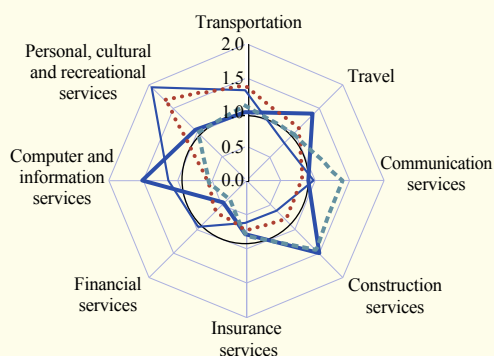 Transportation
2.0
Personal, cultural
and recreational
services
1.5
Travel
1.0
0.5
Computer and
information
services
0.0
Communication
services
Financial
services
Construction
services
Insurance
services